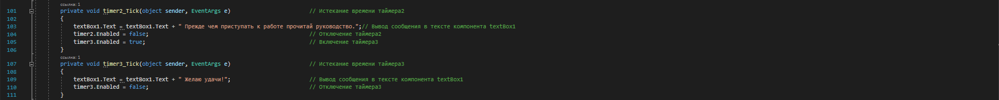 ссылка: 1
101 private void timer2_Tick(object sender, EventArgs e) // Истекание времени таймера2
102 {
103 textBox1.Text = textBox1.Text + " Прежде чем приступать к работе прочитай руководство.";// Вывод сообщения в тексте компонента textBox1
104 timer2.Enabled = false; // Отключение таймера2
105 timer3.Enabled = true; // Включение таймера3
106 }
ссылка: 1
107 private void timer3_Tick(object sender, EventArgs e) // Истекание времени таймера3
108 {
109 textBox1.Text = textBox1.Text + " Желаю удачи!"; // Вывод сообщения в тексте компонента textBox1
110 timer3.Enabled = false; // Отключение таймера3
111 }